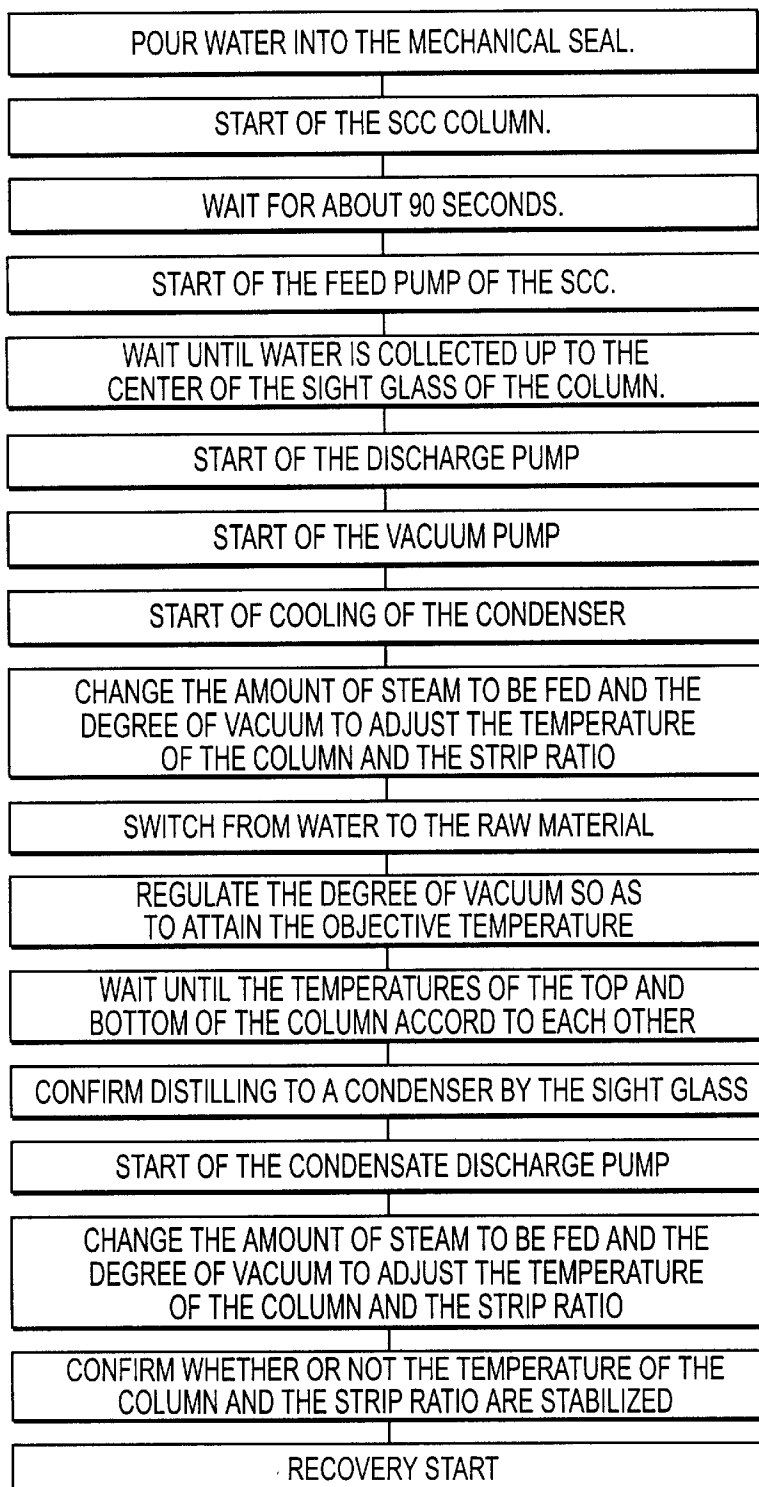 POUR WATER INTO THE MECHANICAL SEAL.
START OF THE SCC COLUMN.
WAIT FOR ABOUT 90 SECONDS.
START OF THE FEED PUMP OF THE SCC.
WAIT UNTIL WATER IS COLLECTED UP TO THE
CENTER OF THE SIGHT GLASS OF THE COLUMN.
START OF THE DISCHARGE PUMP
START OF THE VACUUM PUMP
START OF COOLING OF THE CONDENSER
CHANGE THE AMOUNT OF STEAM TO BE FED AND THE
DEGREE OF VACUUM TO ADJUST THE TEMPERATURE
OF THE COLUMN AND THE STRIP RATIO
SWITCH FROM WATER TO THE RAW MATERIAL
REGULATE THE DEGREE OF VACUUM SO AS
TO ATTAIN THE OBJECTIVE TEMPERATURE
WAIT UNTIL THE TEMPERATURES OF THE TOP AND
BOTTOM OF THE COLUMN ACCORD TO EACH OTHER
CONFIRM DISTILLING TO A CONDENSER BY THE SIGHT GLASS
START OF THE CONDENSATE DISCHARGE PUMP
CHANGE THE AMOUNT OF STEAM TO BE FED AND THE
DEGREE OF VACUUM TO ADJUST THE TEMPERATURE
OF THE COLUMN AND THE STRIP RATIO
CONFIRM WHETHER OR NOT THE TEMPERATURE OF THE
COLUMN AND THE STRIP RATIO ARE STABILIZED
RECOVERY START